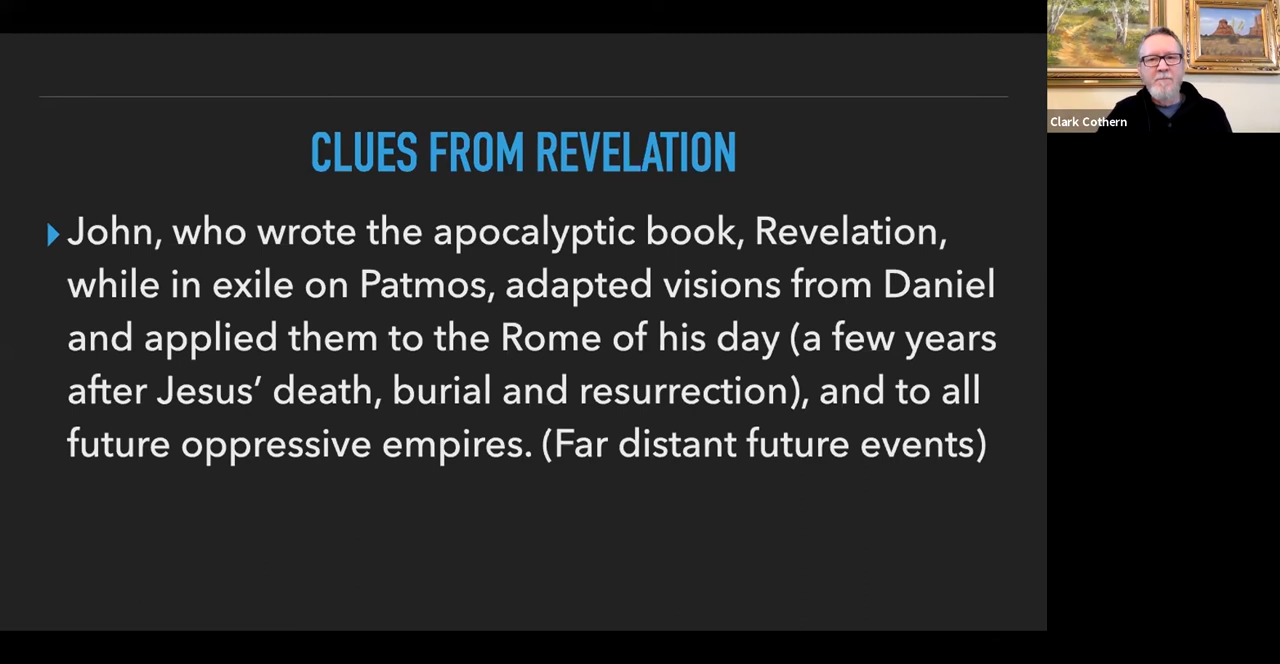 CLUES FROM REVELATION
John, who wrote the apocalyptic book, Revelation,
while in exile on Patmos, adapted visions from Daniel
and applied them to the Rome of his day (a few years
after Jesus’ death, burial and resurrection), and to all
future oppressive empires. (Far distant future events)
Clark Cothern